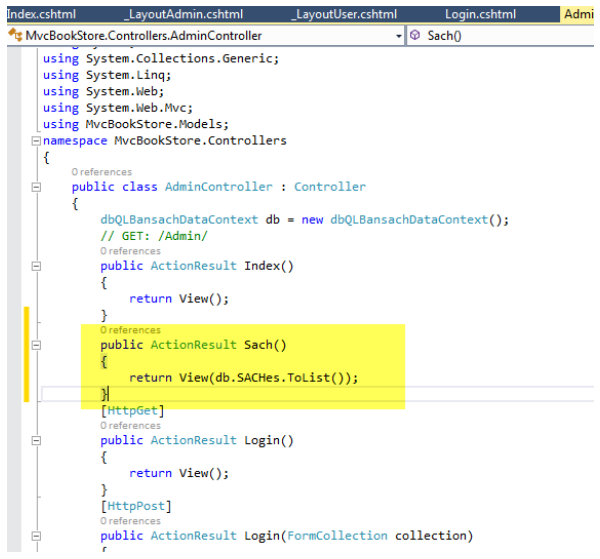 Index.cshtml _LayoutAdmin.cshtml _LayoutUser.cshtml Login.cshtml Admi
MvcBookStore.Controllers.AdminController Sach()
using System.Collections.Generic;
using System.Linq;
using System.Web;
using System.Web.Mvc;
using MvcBookStore.Models;
namespace MvcBookStore.Controllers
{
0 references
public class AdminController : Controller
{
dbQLBansachDataContext db = new dbQLBansachDataContext();
// GET: /Admin/
0 references
public ActionResult Index()
{
return View();
}
0 references
public ActionResult Sach()
{
return View(db.SACHes.ToList());
}
[HttpGet]
0 references
public ActionResult Login()
{
return View();
}
[HttpPost]
0 references
public ActionResult Login(FormCollection collection)
{